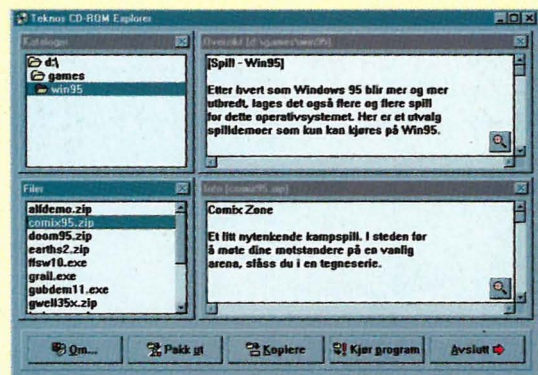 Teknos CD-ROM Explorer
Kataloger
d:\
games
win95
Oversikt [d:\games\win95]
[Spill - Win95]
Etter hvert som Windows 95 blir mer og mer
utbredt, lages det også flere og flere spill
for dette operativsystemet. Her er et utvalg
spilldemoer som kun kan kjøres på Win95.
Filer
alfdemo.zip
comix95.zip
doom95.zip
earths2.zip
ffsw10.exe
grail.exe
gubdem11.exe
gwell35x.zip
Info [comix95.zip]
Comix Zone
Et litt nytenkende kampspill. I steden for
å møte dine motstandere på en vanlig
arena, slåss du i en tegneserie.
Om...
Pakk ut
Kopiere
Kjør program
Avslutt